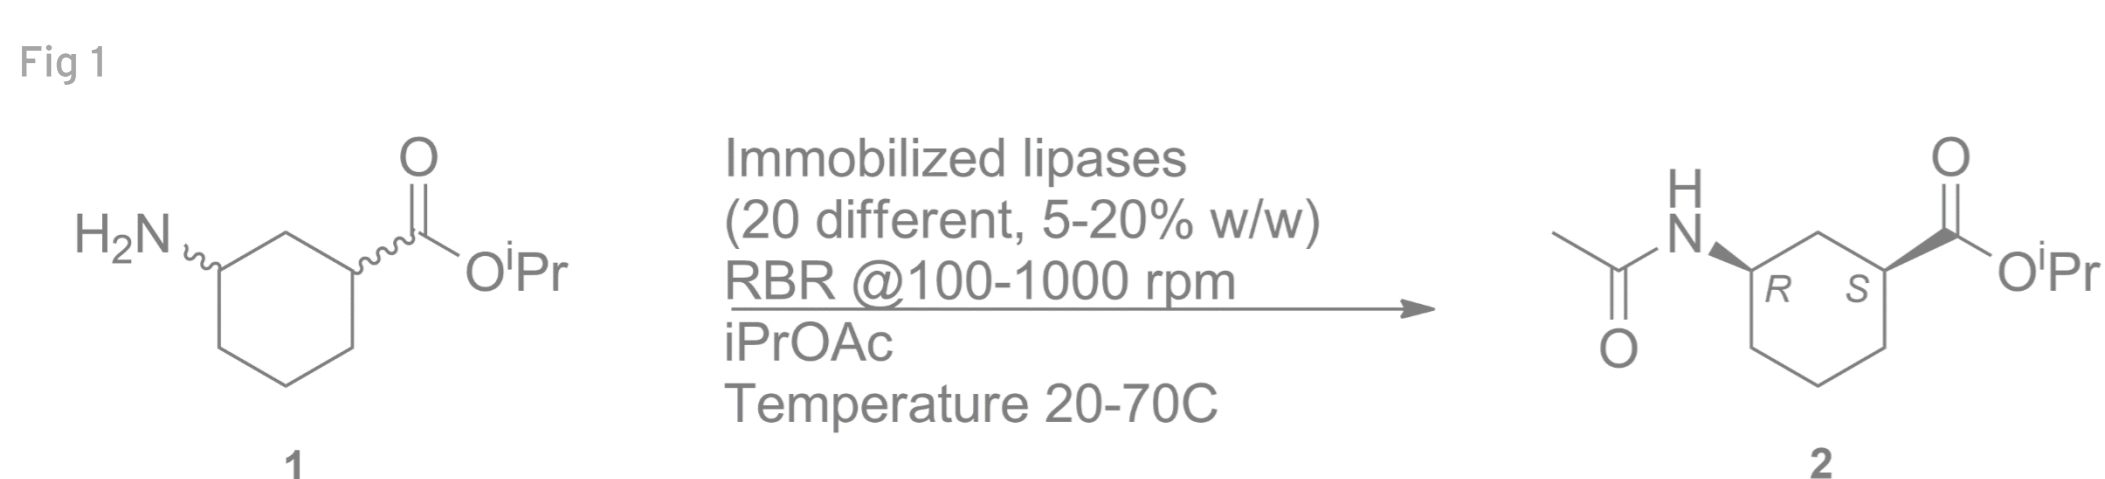 Fig 1
H₂N
O
OⁱPr
1
Immobilized lipases
(20 different, 5-20% w/w)
RBR @100-1000 rpm
iPrOAc
Temperature 20-70C
H
N
O
R
S
O
OⁱPr
2